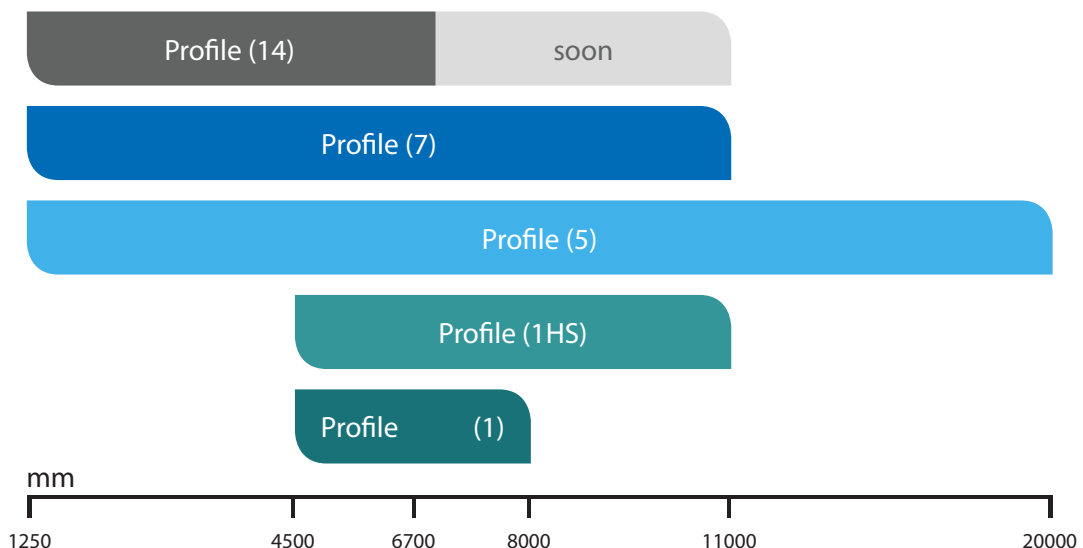 Profile (14)
soon
Profile (7)
Profile (5)
Profile (1HS)
Profile (1)
mm
1250 4500 6700 8000 11000 20000